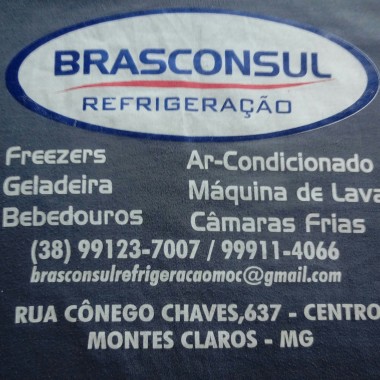 BRASCONSUL
REFRIGERAÇÃO
Freezers Ar-Condicionado
Geladeira Máquina de Lava
Bebedouros Câmaras Frias
(38) 99123-7007 / 99911-4066
brasconsulrefrigeracaomoc@gmail.com
RUA CÔNEGO CHAVES,637 - CENTRO
MONTES CLAROS - MG